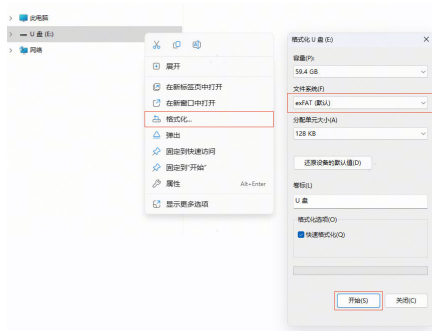 此电脑
U 盘 (E:)
网络
展开
在新标签页中打开
在新窗口中打开
格式化...
弹出
固定到快速访问
固定到"开始"
属性 Alt+Enter
显示更多选项
格式化 U 盘 (E:)
容量(P):
59.4 GB
文件系统(F)
exFAT (默认)
分配单元大小(A)
128 KB
还原设备的默认值(D)
卷标(L)
U 盘
格式化选项(O)
快速格式化(Q)
开始(S)
关闭(C)